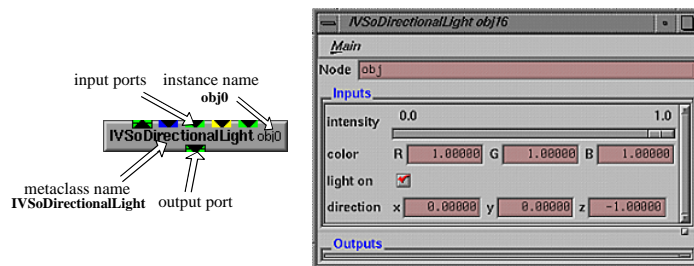 input ports
instance name
obj0
IVSoDirectionalLight obj0
metaclass name
IVSoDirectionalLight
output port
IVSoDirectionalLight obj16
Main
Node obj
Inputs
intensity 0.0 1.0
color R 1.00000 G 1.00000 B 1.00000
light on
direction x 0.00000 y 0.00000 z -1.00000
Outputs